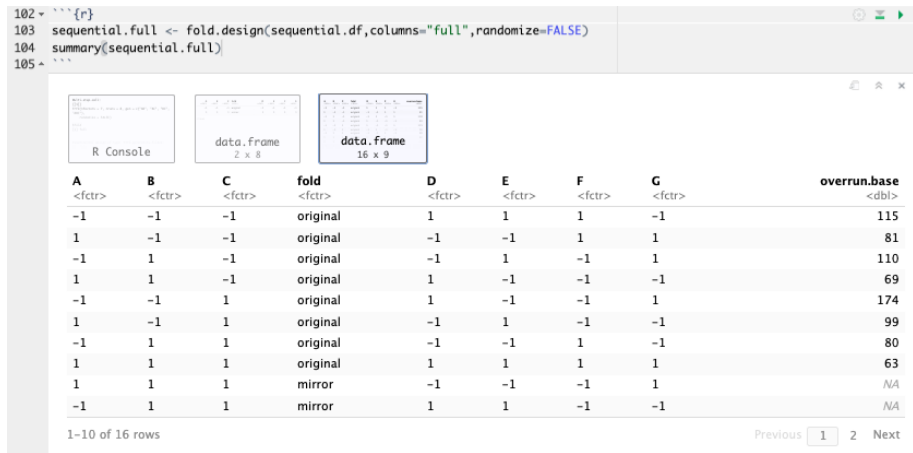 102 ```{r}
103 sequential.full <- fold.design(sequential.df,columns="full",randomize=FALSE)
104 summary(sequential.full)
105 ```
R Console
data.frame
2 x 8
data.frame
16 x 9
A B C fold D E F G overrun.base
<fctr> <fctr> <fctr> <fctr> <fctr> <fctr> <fctr> <fctr> <dbl>
-1 -1 -1 original 1 1 1 -1 115
1 -1 -1 original -1 -1 1 1 81
-1 1 -1 original -1 1 -1 1 110
1 1 -1 original 1 -1 -1 -1 69
-1 -1 1 original 1 -1 -1 1 174
1 -1 1 original -1 1 -1 -1 99
-1 1 1 original -1 -1 1 -1 80
1 1 1 original 1 1 1 1 63
1 1 1 mirror -1 -1 -1 1 NA
-1 1 1 mirror 1 1 -1 -1 NA
1-10 of 16 rows Previous 1 2 Next